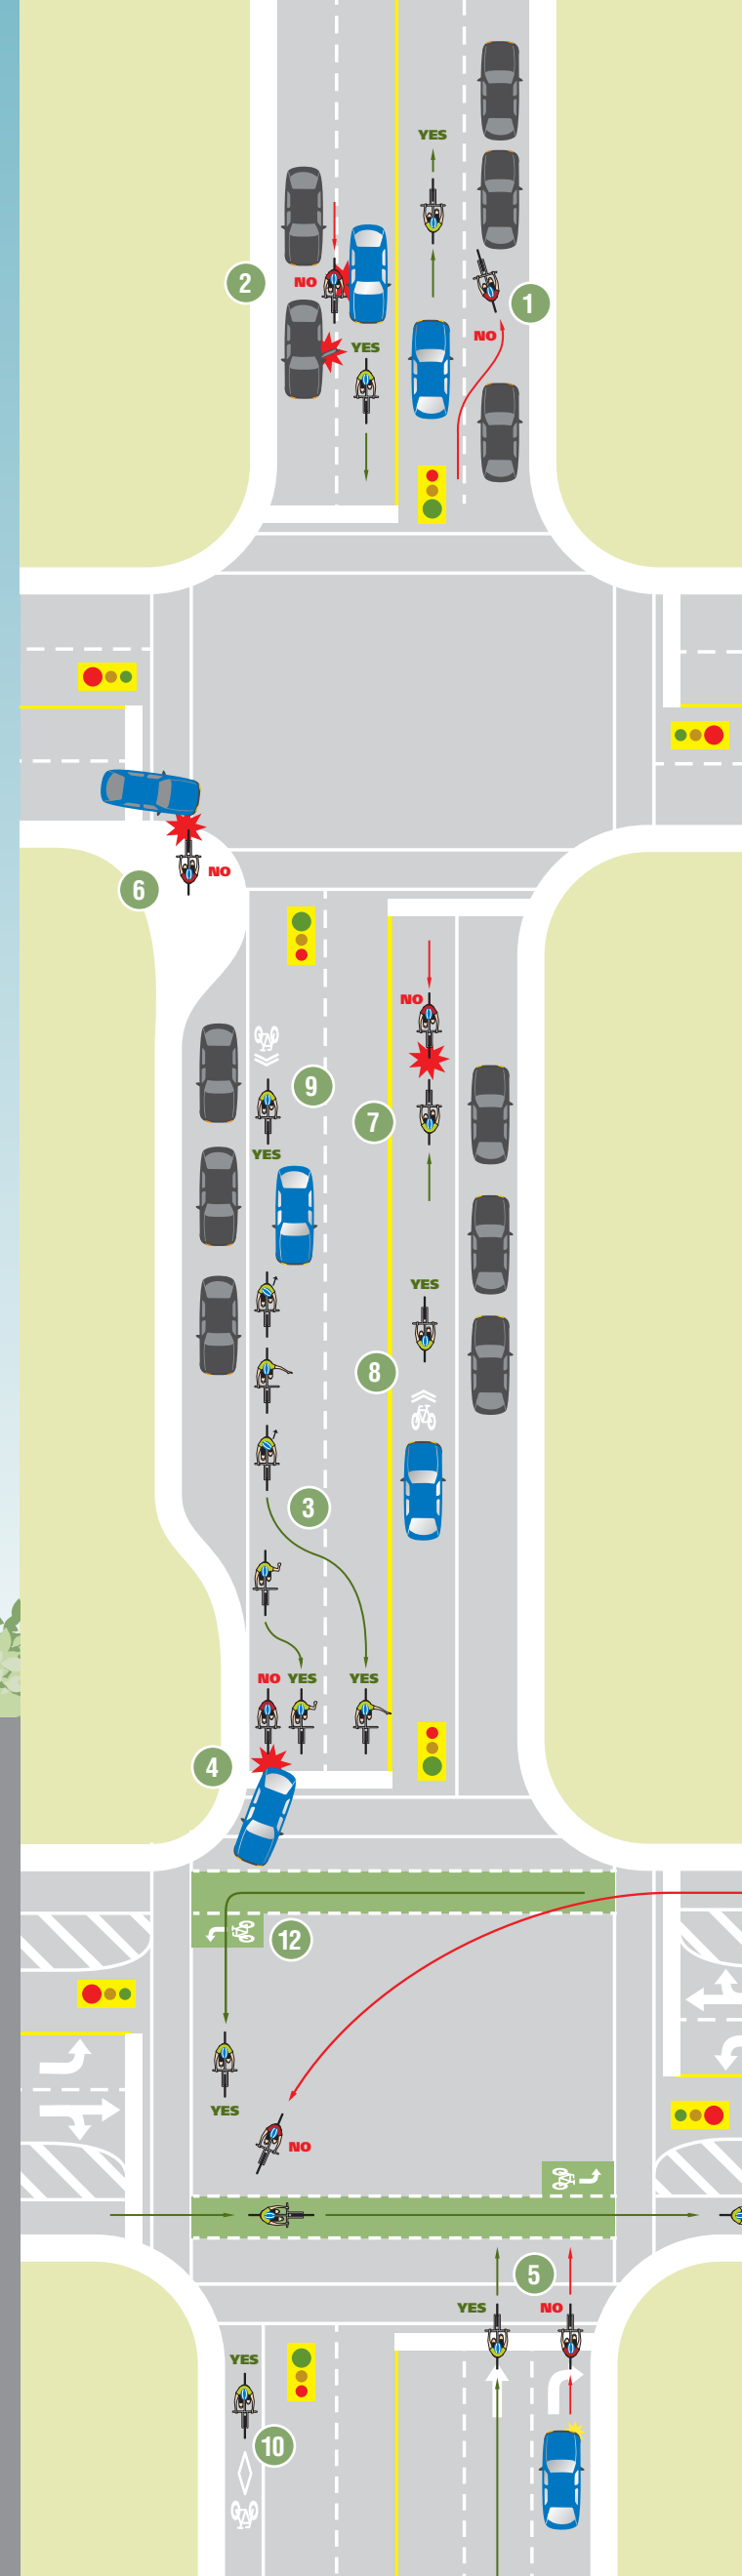 YES
2
NO
1
NO
YES
6
NO
NO
9
7
YES
YES
8
3
NO YES
YES
4
12
YES
NO
5
YES
NO
YES
10